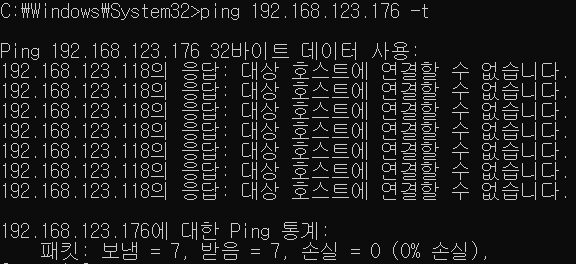 C:\Windows\System32>ping 192.168.123.176 -t
Ping 192.168.123.176 32바이트 데이터 사용:
192.168.123.118의 응답: 대상 호스트에 연결할 수 없습니다.
192.168.123.118의 응답: 대상 호스트에 연결할 수 없습니다.
192.168.123.118의 응답: 대상 호스트에 연결할 수 없습니다.
192.168.123.118의 응답: 대상 호스트에 연결할 수 없습니다.
192.168.123.118의 응답: 대상 호스트에 연결할 수 없습니다.
192.168.123.118의 응답: 대상 호스트에 연결할 수 없습니다.
192.168.123.118의 응답: 대상 호스트에 연결할 수 없습니다.
192.168.123.176에 대한 Ping 통계:
패킷: 보냄 = 7, 받음 = 7, 손실 = 0 (0% 손실),